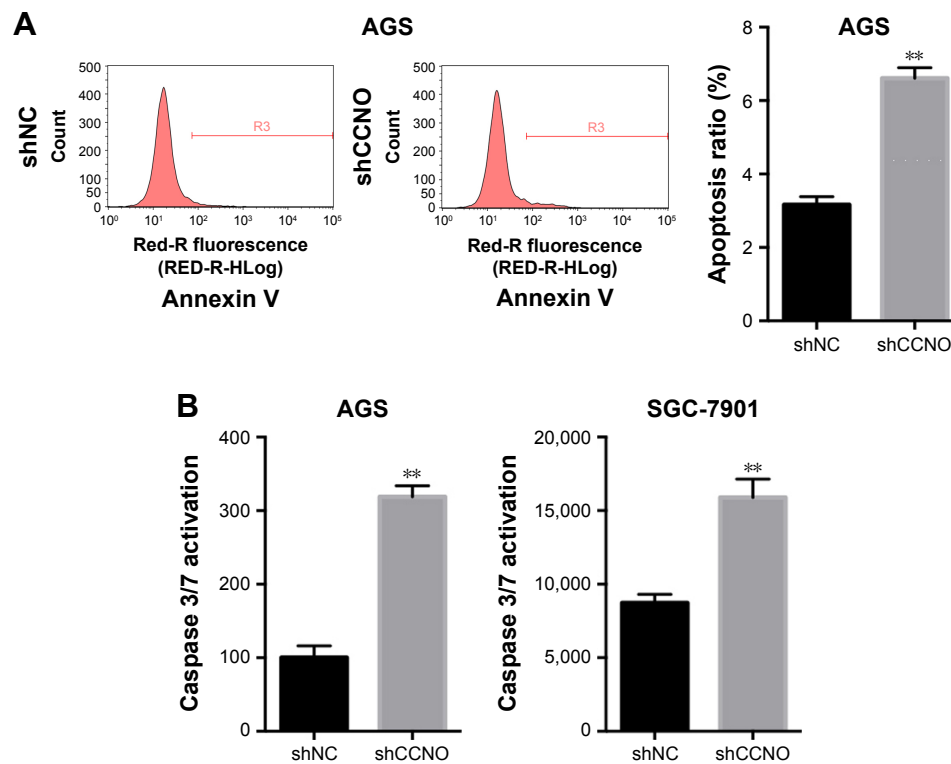 A
AGS
shNC
Count
500
400
300
200
100
50
0
R3
10⁰ 10¹ 10² 10³ 10⁴ 10⁵
Red-R fluorescence
(RED-R-HLog)
Annexin V
shCCNO
Count
500
400
300
200
100
50
0
R3
10⁰ 10¹ 10² 10³ 10⁴ 10⁵
Red-R fluorescence
(RED-R-HLog)
Annexin V
AGS
Apoptosis ratio (%)
8
6
4
2
0
**
shNC shCCNO
B
AGS
Caspase 3/7 activation
400
300
200
100
0
**
shNC shCCNO
SGC-7901
Caspase 3/7 activation
20,000
15,000
10,000
5,000
0
**
shNC shCCNO